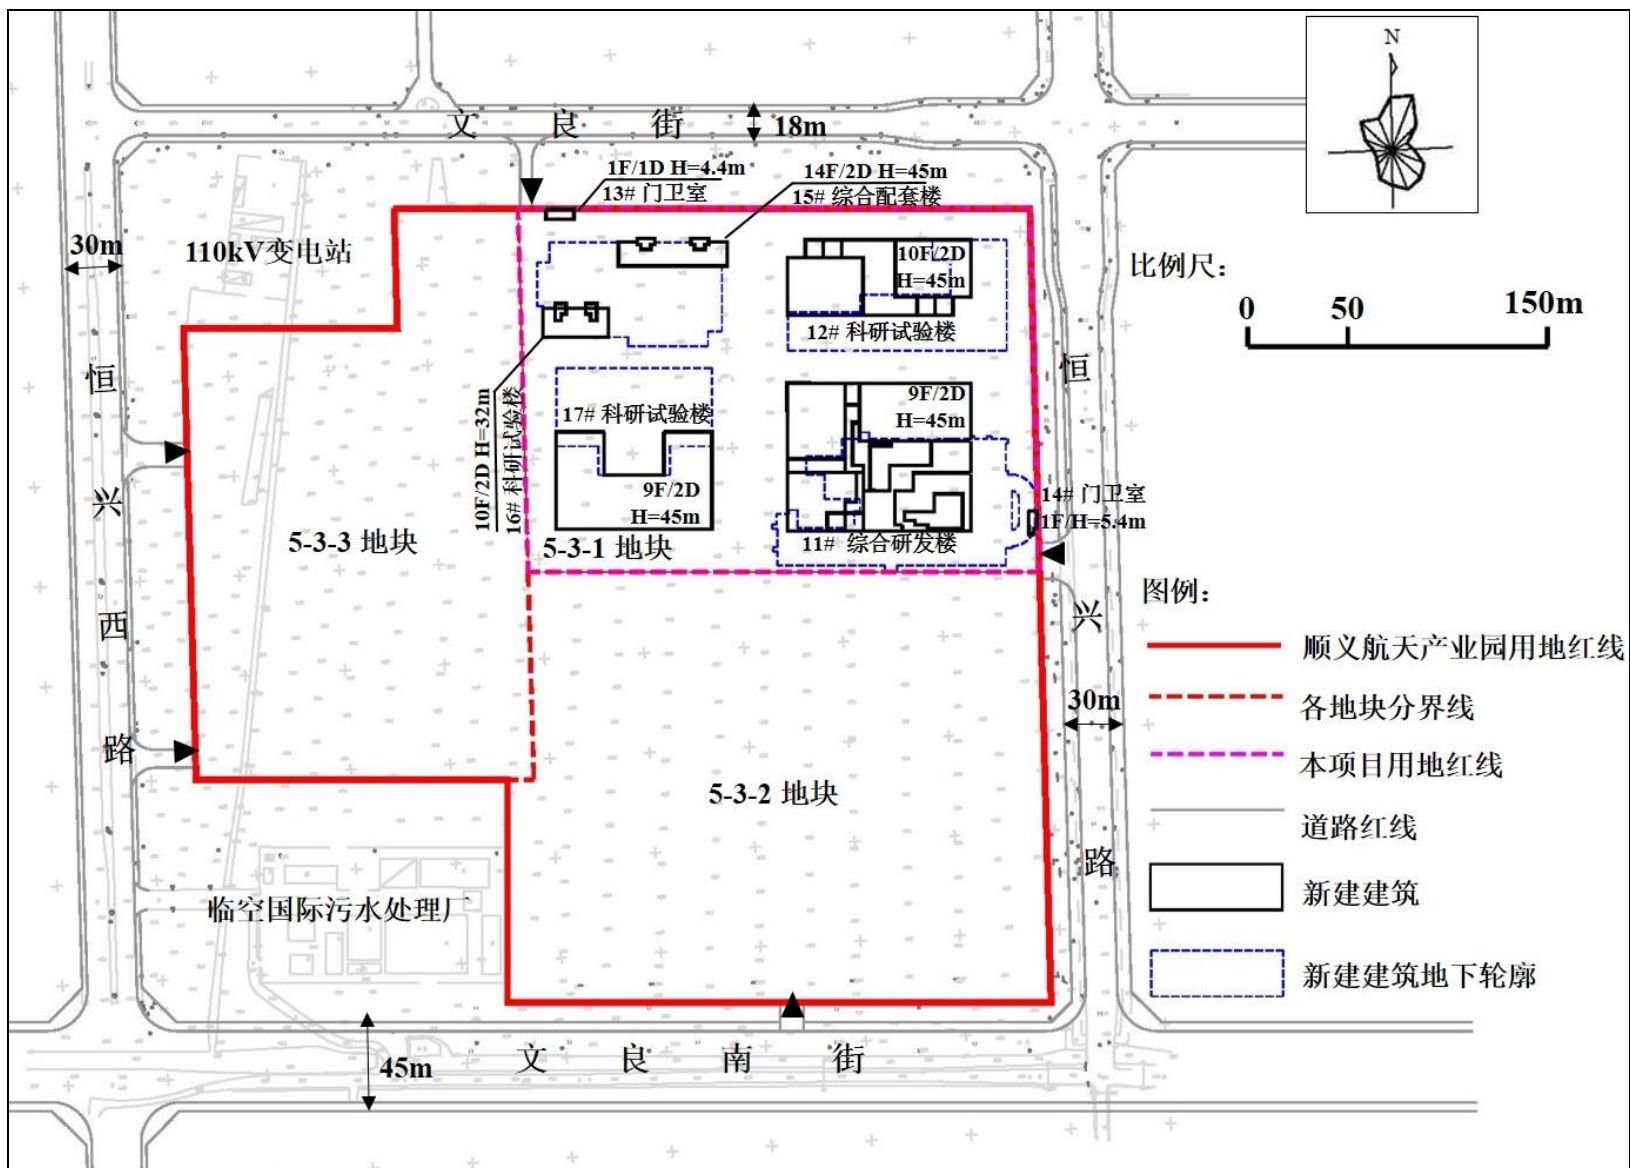 N
文良街
18m
1F/1D H=4.4m
13# 门卫室
14F/2D H=45m
15# 综合配套楼
30m
110kV变电站
10F/2D
H=45m
12# 科研试验楼
比例尺：
0 50 150m
恒兴西路
恒兴路
10F/2D H=32m
16# 科研试验楼
17# 科研试验楼
9F/2D
H=45m
9F/2D
H=45m
14# 门卫室
1F/H=5.4m
11# 综合研发楼
5-3-3 地块
5-3-1 地块
图例：
顺义航天产业园用地红线
各地块分界线
本项目用地红线
道路红线
新建建筑
新建建筑地下轮廓
30m
5-3-2 地块
临空国际污水处理厂
45m
文良南街